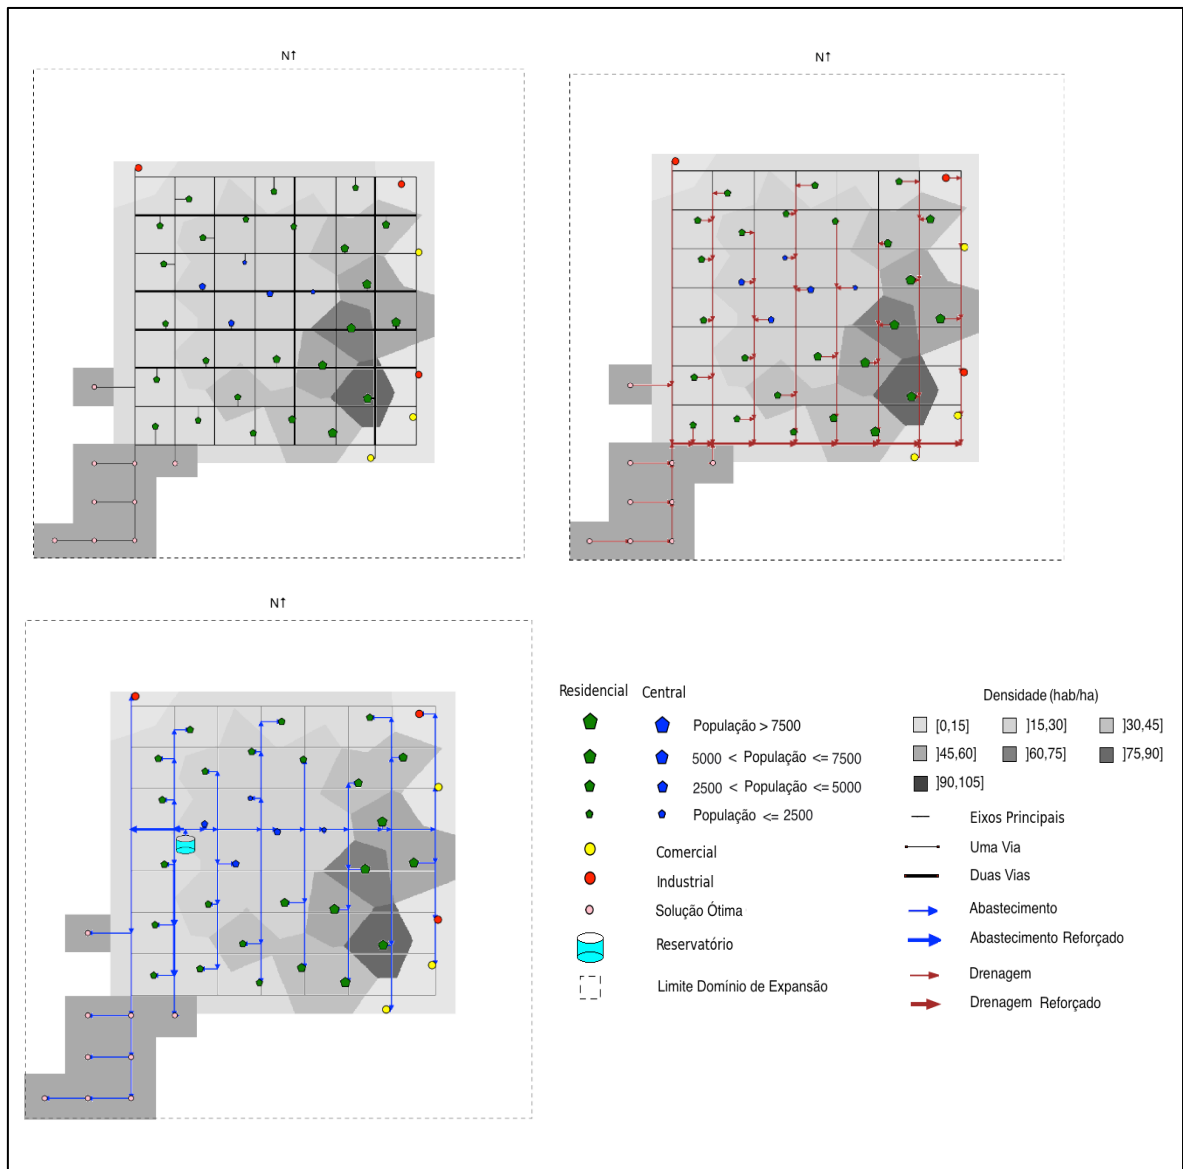 N↑
N↑
N↑
Residencial Central
População > 7500
5000 < População <= 7500
2500 < População <= 5000
População <= 2500
Comercial
Industrial
Solução Ótima
Reservatório
Limite Domínio de Expansão
Densidade (hab/ha)
[0,15] ]15,30] ]30,45]
]45,60] ]60,75] ]75,90]
]90,105]
Eixos Principais
Uma Via
Duas Vias
Abastecimento
Abastecimento Reforçado
Drenagem
Drenagem Reforçado